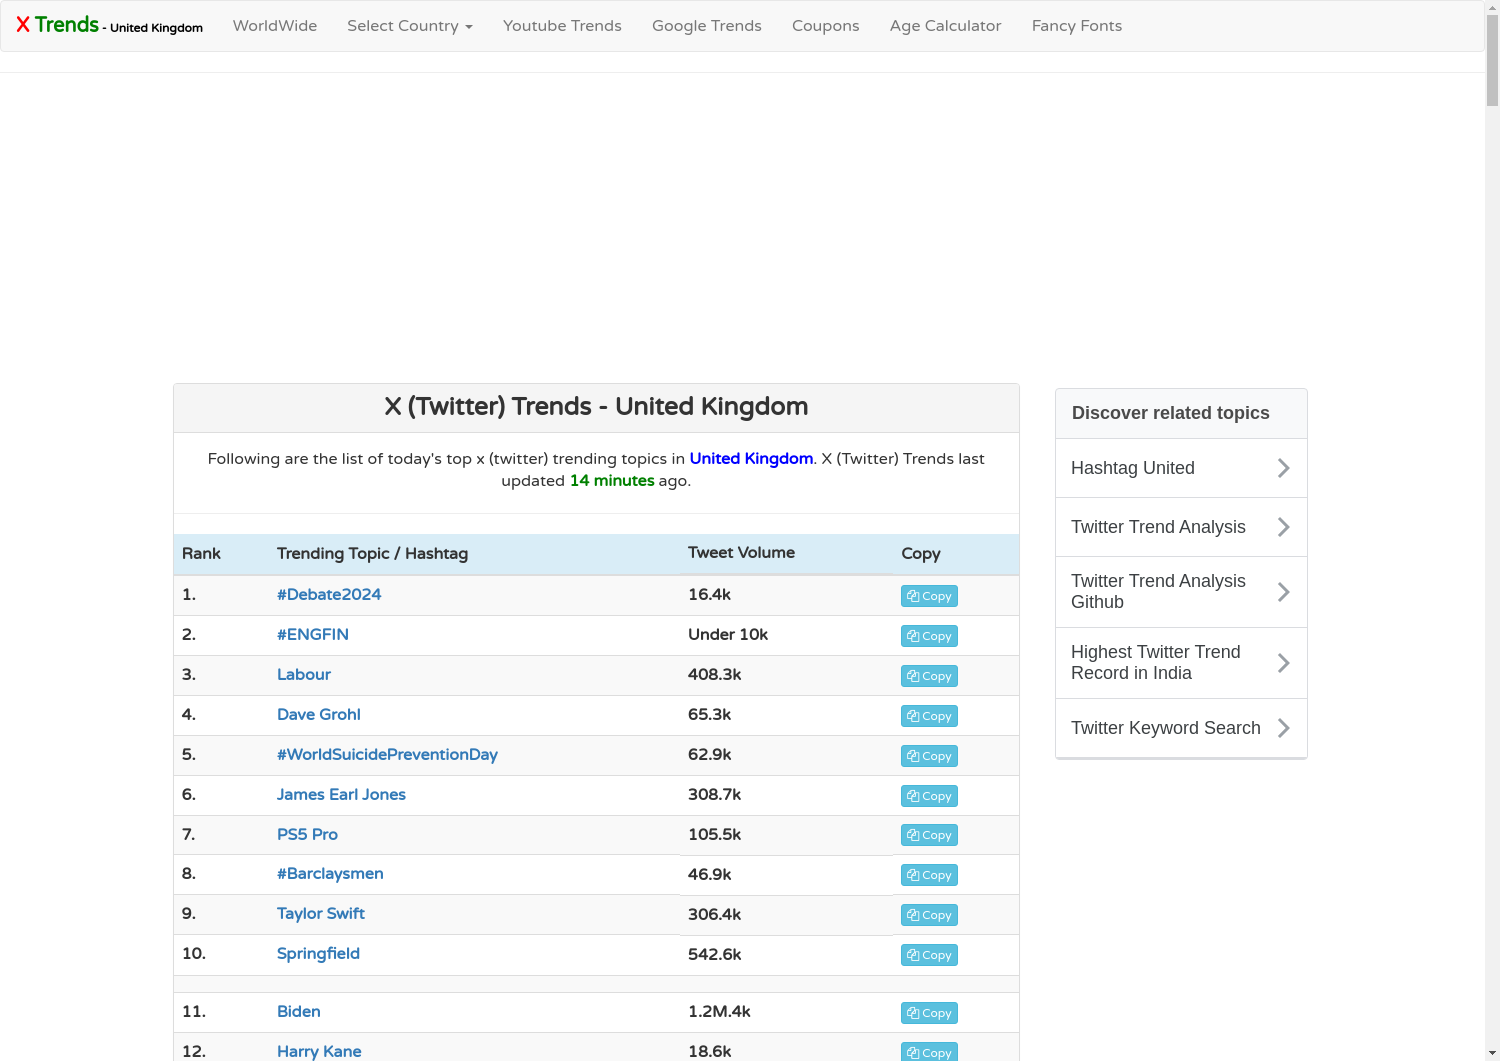 X Trends - United Kingdom WorldWide Select Country Youtube Trends Google Trends Coupons Age Calculator Fancy Fonts
X (Twitter) Trends - United Kingdom
Following are the list of today's top x (twitter) trending topics in United Kingdom. X (Twitter) Trends last
updated 14 minutes ago.
Rank Trending Topic / Hashtag Tweet Volume Copy
1. #Debate2024 16.4k Copy
2. #ENGFIN Under 10k Copy
3. Labour 408.3k Copy
4. Dave Grohl 65.3k Copy
5. #WorldSuicidePreventionDay 62.9k Copy
6. James Earl Jones 308.7k Copy
7. PS5 Pro 105.5k Copy
8. #Barclaysmen 46.9k Copy
9. Taylor Swift 306.4k Copy
10. Springfield 542.6k Copy
11. Biden 1.2M.4k Copy
12. Harry Kane 18.6k Copy
Discover related topics
Hashtag United
Twitter Trend Analysis
Twitter Trend Analysis
Github
Highest Twitter Trend
Record in India
Twitter Keyword Search